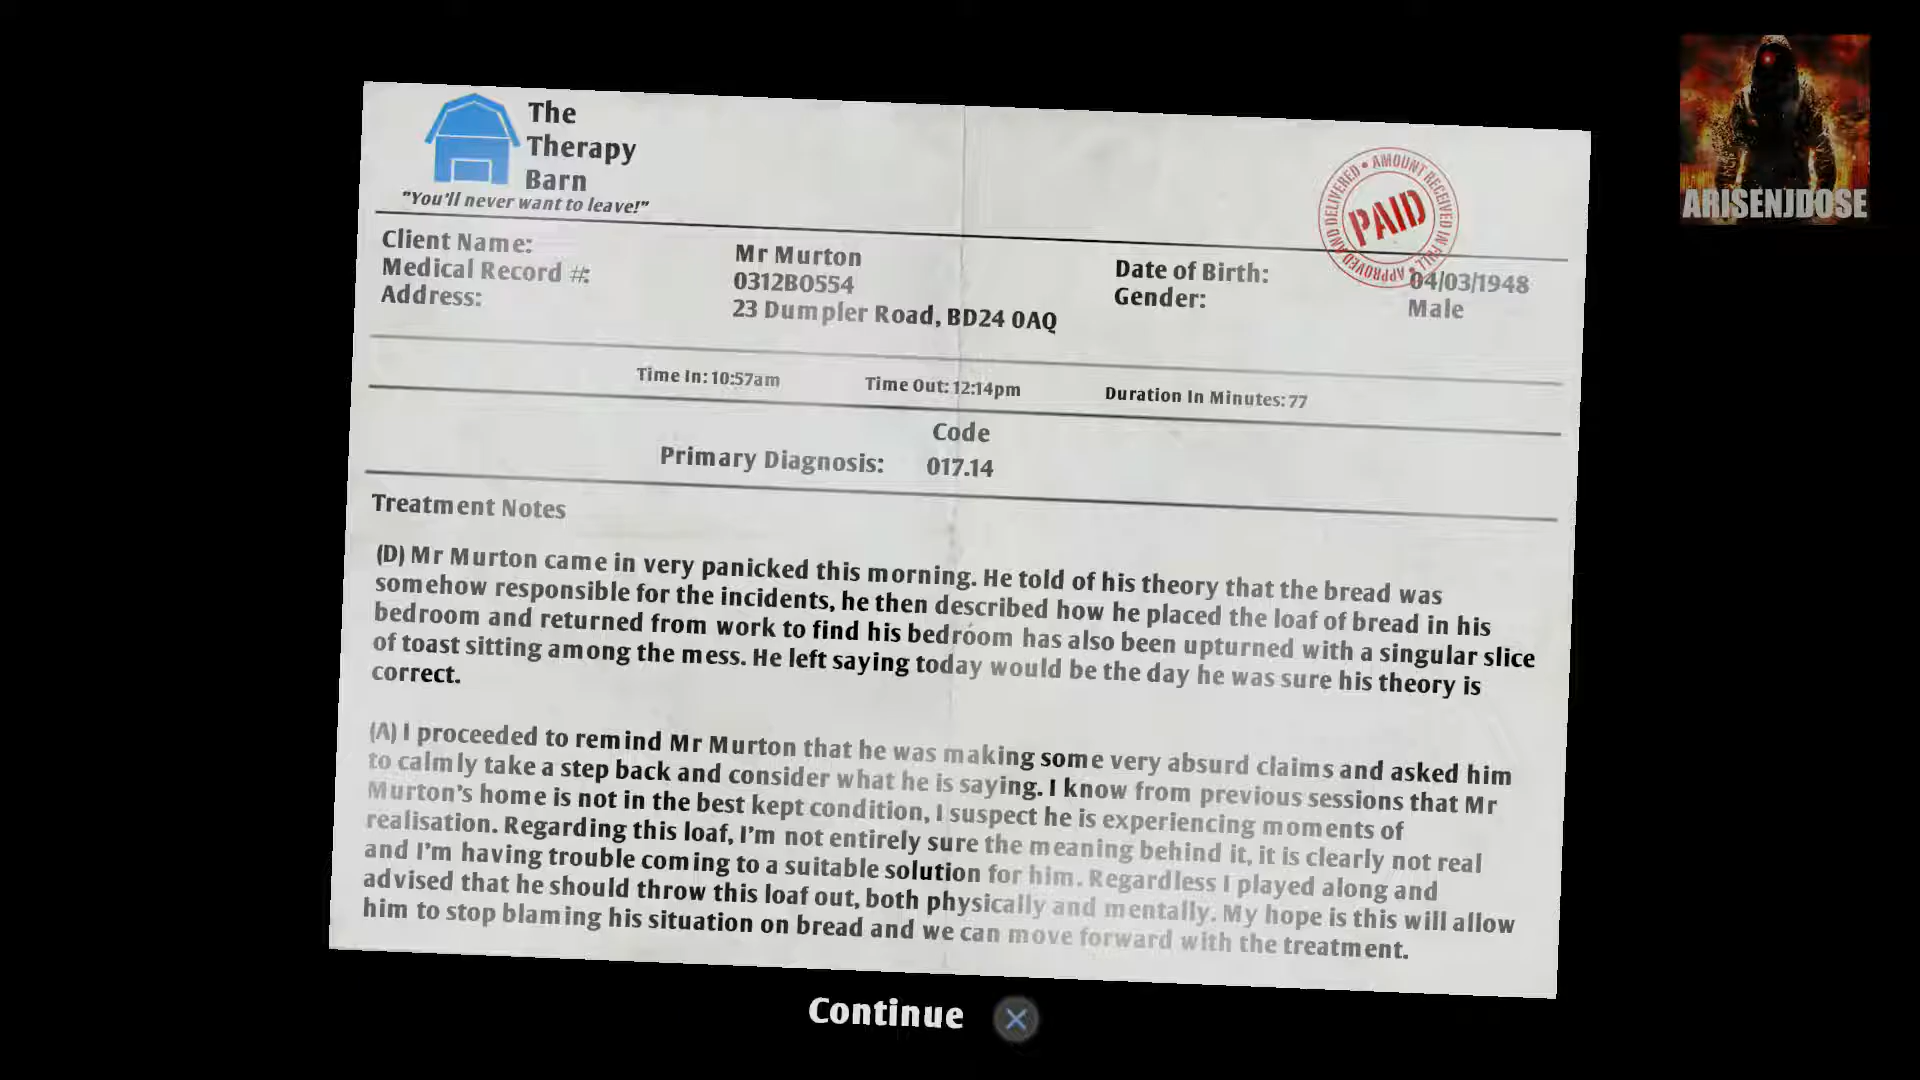 The
Therapy
Barn
"You'll never want to leave!"
APPROVED AND DELIVERED • AMOUNT RECEIVED IN FULL •
PAID
ARISENJDOSE
Client Name: Mr Murton Date of Birth: 04/03/1948
Medical Record #: 0312BO554 Gender: Male
Address: 23 Dumpler Road, BD24 0AQ
Time In: 10:57am Time Out: 12:14pm Duration In Minutes: 77
Code
Primary Diagnosis: 017.14
Treatment Notes
(D) Mr Murton came in very panicked this morning. He told of his theory that the bread was
somehow responsible for the incidents, he then described how he placed the loaf of bread in his
bedroom and returned from work to find his bedroom has also been upturned with a singular slice
of toast sitting among the mess. He left saying today would be the day he was sure his theory is
correct.
(A) I proceeded to remind Mr Murton that he was making some very absurd claims and asked him
to calmly take a step back and consider what he is saying. I know from previous sessions that Mr
Murton's home is not in the best kept condition, I suspect he is experiencing moments of
realisation. Regarding this loaf, I'm not entirely sure the meaning behind it, it is clearly not real
and I'm having trouble coming to a suitable solution for him. Regardless I played along and
advised that he should throw this loaf out, both physically and mentally. My hope is this will allow
him to stop blaming his situation on bread and we can move forward with the treatment.
Continue